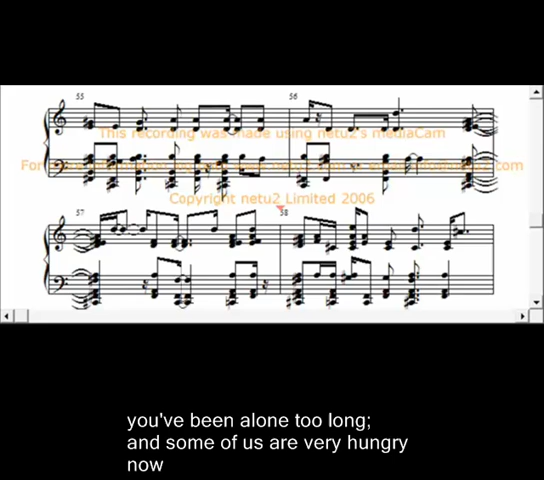 55
56
This recording was made using netu2's mediaCam
Copyright netu2 Limited 2006
57
58
you've been alone too long;
and some of us are very hungry
now